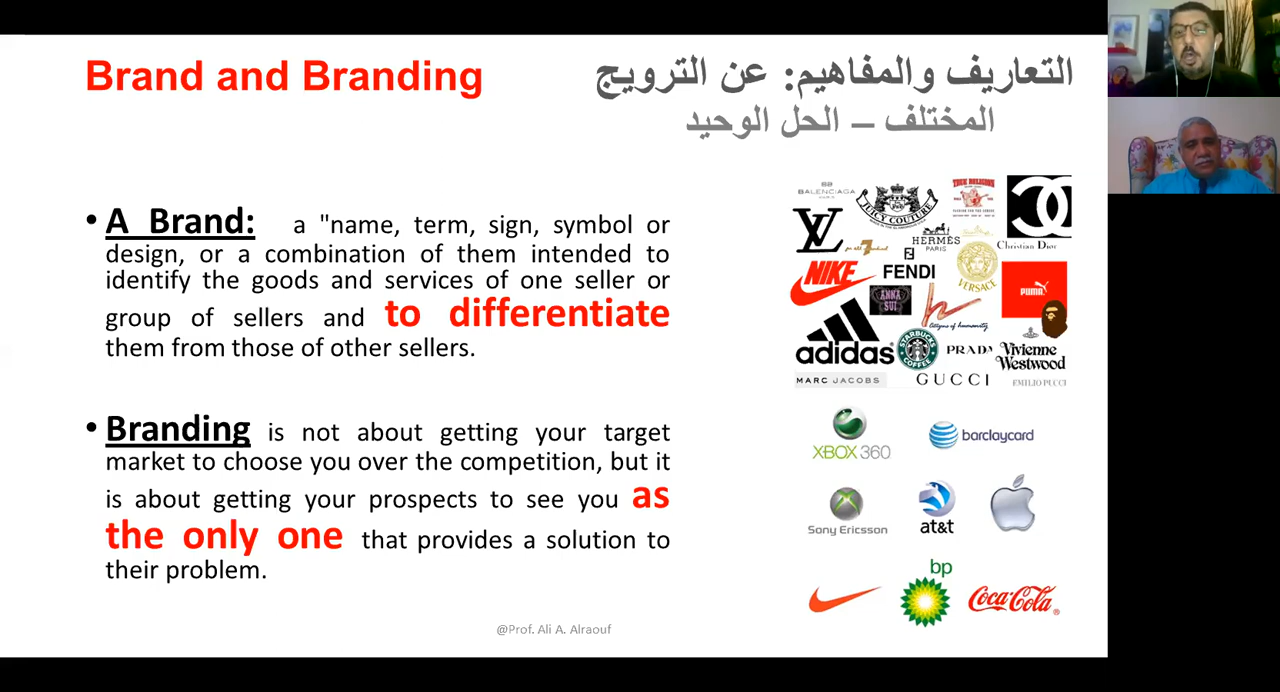 Brand and Branding
التعاريف والمفاهيم: عن الترويج
المختلف – الحل الوحيد
• A Brand: a "name, term, sign, symbol or
design, or a combination of them intended to
identify the goods and services of one seller or
group of sellers and to differentiate
them from those of other sellers.
• Branding is not about getting your target
market to choose you over the competition, but it
is about getting your prospects to see you as
the only one that provides a solution to
their problem.
BALENCIAGA
JUICY COUTURE
TRUE RELIGION
LV
HERMÈS
PARIS
Christian Dior
NIKE
FENDI
VERSACE
PUMA
ANNA
SUI
Citizens of humanity
adidas
STARBUCKS
COFFEE
PRADA
Vivienne
Westwood
MARC JACOBS
GUCCI
EMILIO PUCCI
XBOX 360
barclaycard
Sony Ericsson
at&t
bp
Coca-Cola
@Prof. Ali A. Alraouf